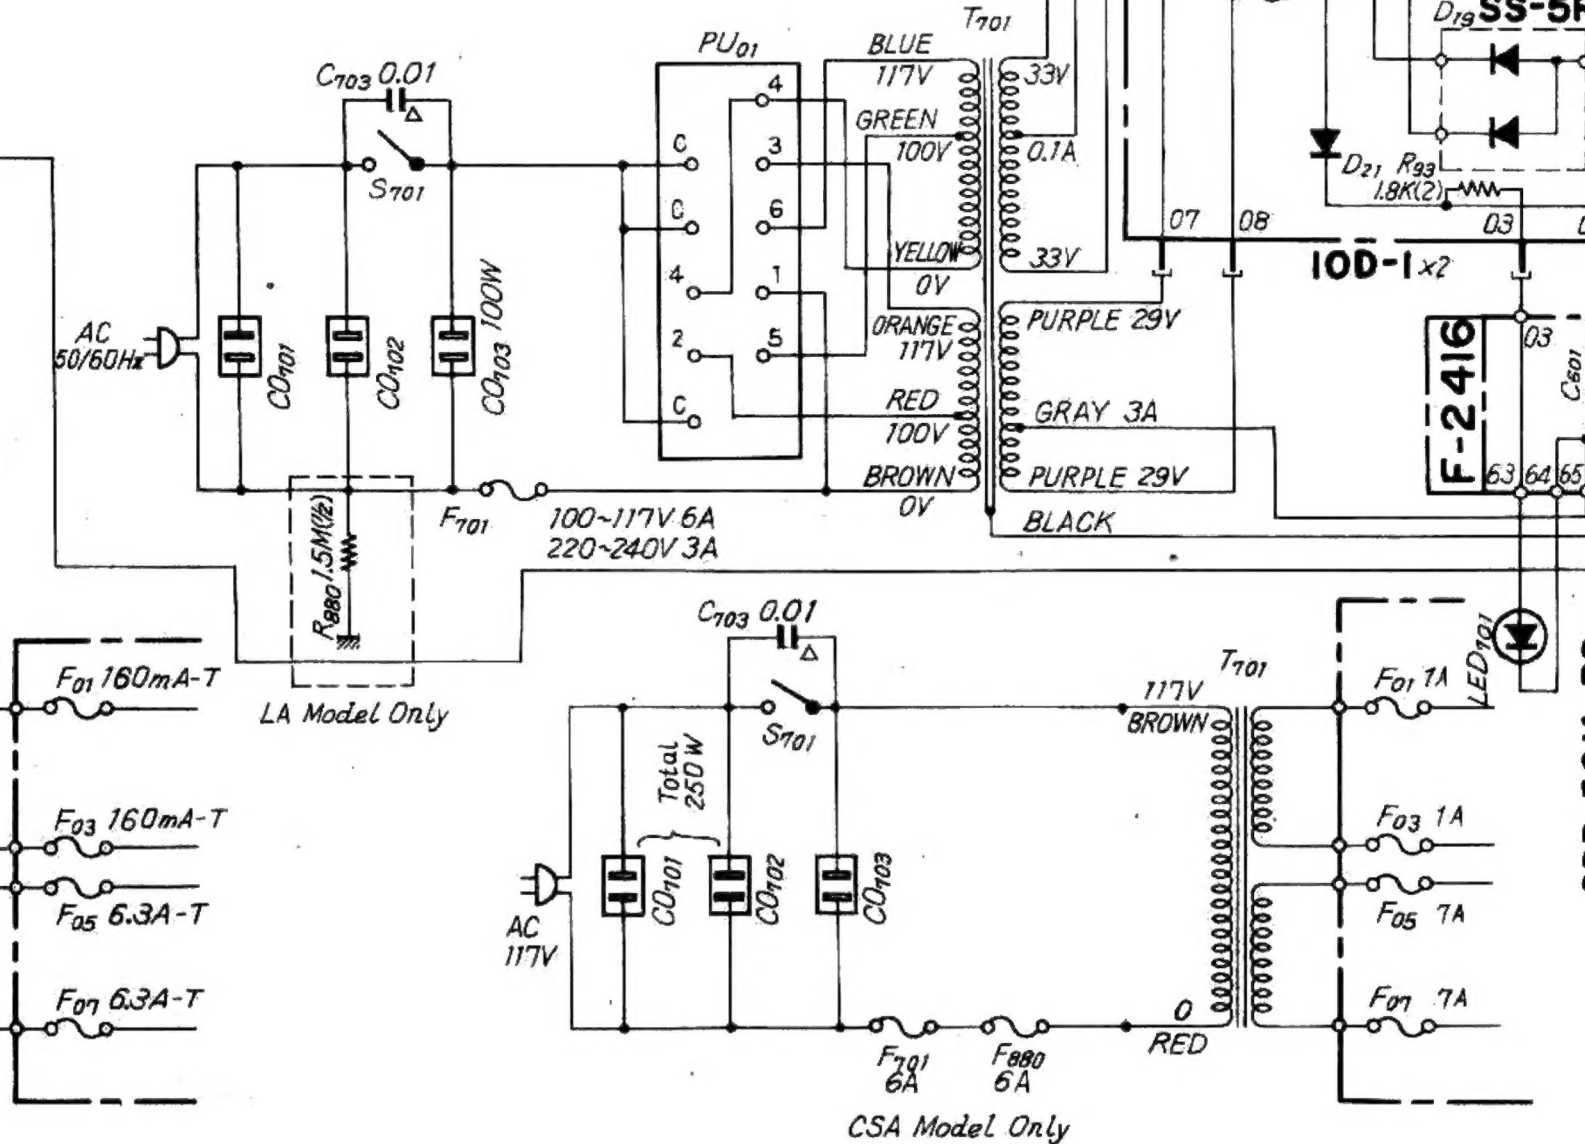 T701
D19 SS-5R
PU01
BLUE
117V
C703 0.01
△
33V
GREEN
100V
0.1A
4
C
3
S701
C
6
YELLOW
0V
33V
D21 R93
1.8K(2)
07
08
03
10D-1 x2
4
1
AC
50/60Hz
CO101
CO102
CO103 100W
2
5
ORANGE
117V
PURPLE 29V
RED
100V
GRAY 3A
C
BROWN
0V
PURPLE 29V
BLACK
F-2416
03
C601
63
64
65
F701
100~117V 6A
220~240V 3A
R880 1.5M(½)
LA Model Only
F01 160mA-T
F03 160mA-T
F05 6.3A-T
F07 6.3A-T
C703 0.01
△
S701
Total
250W
117V
BROWN
T701
F01 1A
LED101
F03 1A
F05 7A
F07 7A
AC
117V
CO101
CO102
CO103
0
RED
F701
6A
F880
6A
CSA Model Only